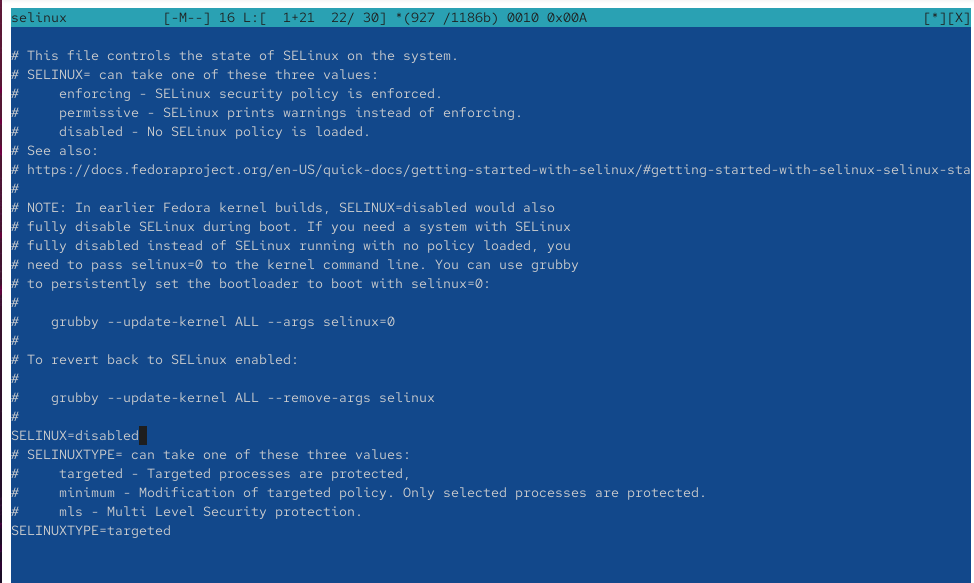 selinux [-M--] 16 L:[ 1+21 22/ 30] *(927 /1186b) 0010 0x00A [*][X]
# This file controls the state of SELinux on the system.
# SELINUX= can take one of these three values:
#     enforcing - SELinux security policy is enforced.
#     permissive - SELinux prints warnings instead of enforcing.
#     disabled - No SELinux policy is loaded.
# See also:
# https://docs.fedoraproject.org/en-US/quick-docs/getting-started-with-selinux/#getting-started-with-selinux-selinux-sta
#
# NOTE: In earlier Fedora kernel builds, SELINUX=disabled would also
# fully disable SELinux during boot. If you need a system with SELinux
# fully disabled instead of SELinux running with no policy loaded, you
# need to pass selinux=0 to the kernel command line. You can use grubby
# to persistently set the bootloader to boot with selinux=0:
#
#    grubby --update-kernel ALL --args selinux=0
#
# To revert back to SELinux enabled:
#
#    grubby --update-kernel ALL --remove-args selinux
#
SELINUX=disabled
# SELINUXTYPE= can take one of these three values:
#     targeted - Targeted processes are protected,
#     minimum - Modification of targeted policy. Only selected processes are protected.
#     mls - Multi Level Security protection.
SELINUXTYPE=targeted